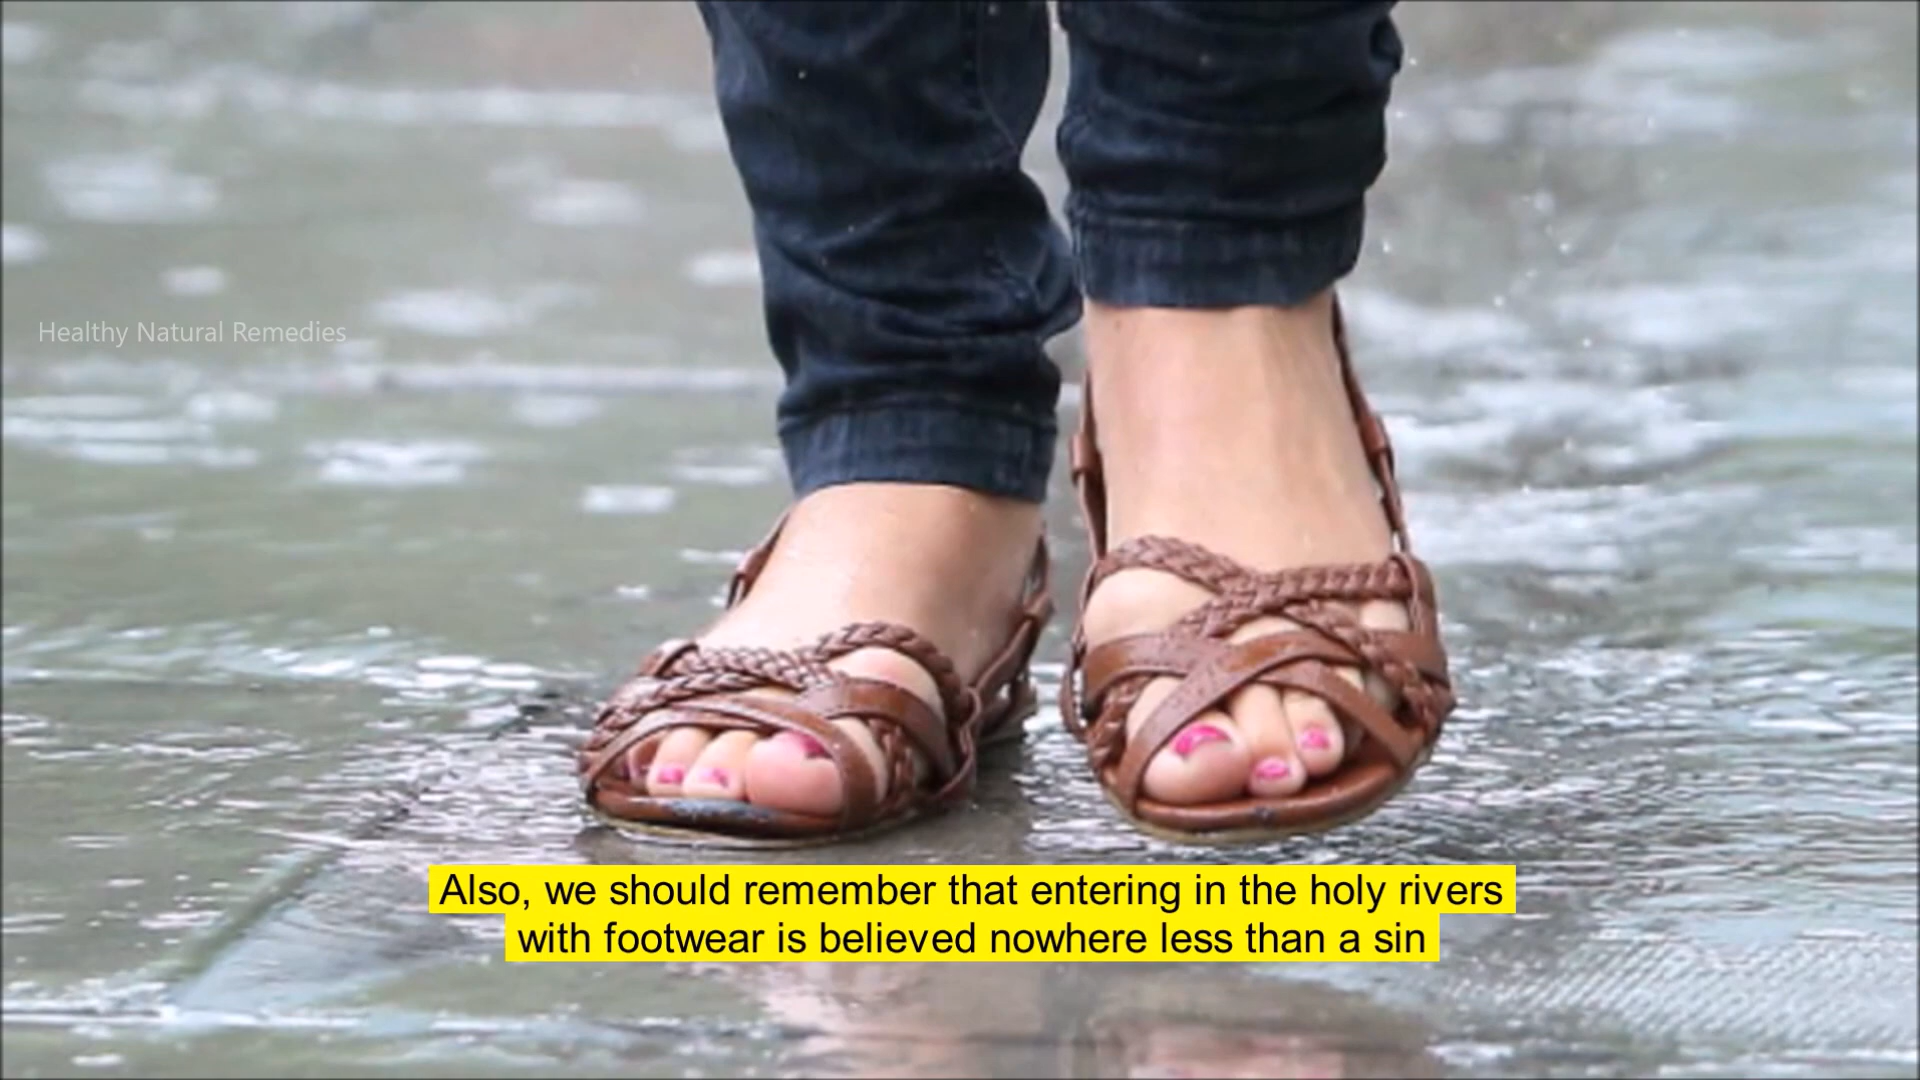 Healthy Natural Remedies
Also, we should remember that entering in the holy rivers
with footwear is believed nowhere less than a sin